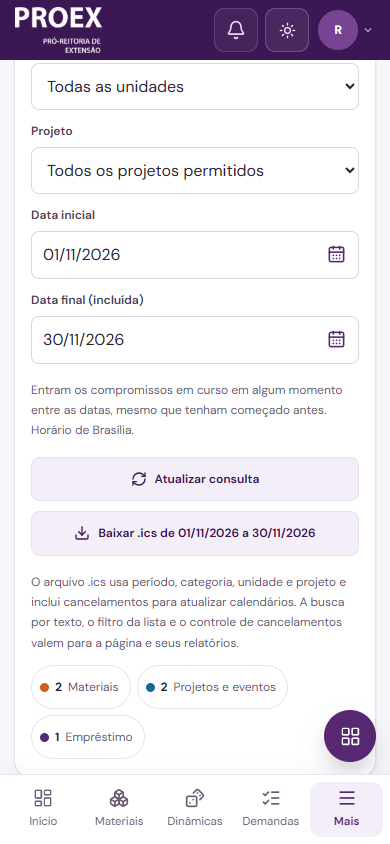 PROEX
PRÓ-REITORIA DE
EXTENSÃO
R
Todas as unidades
Projeto
Todos os projetos permitidos
Data inicial
01/11/2026
Data final (incluída)
30/11/2026
Entram os compromissos em curso em algum momento
entre as datas, mesmo que tenham começado antes.
Horário de Brasília.
Atualizar consulta
Baixar .ics de 01/11/2026 a 30/11/2026
O arquivo .ics usa período, categoria, unidade e projeto e
inclui cancelamentos para atualizar calendários. A busca
por texto, o filtro da lista e o controle de cancelamentos
valem para a página e seus relatórios.
2 Materiais
2 Projetos e eventos
1 Empréstimo
Início
Materiais
Dinâmicas
Demandas
Mais